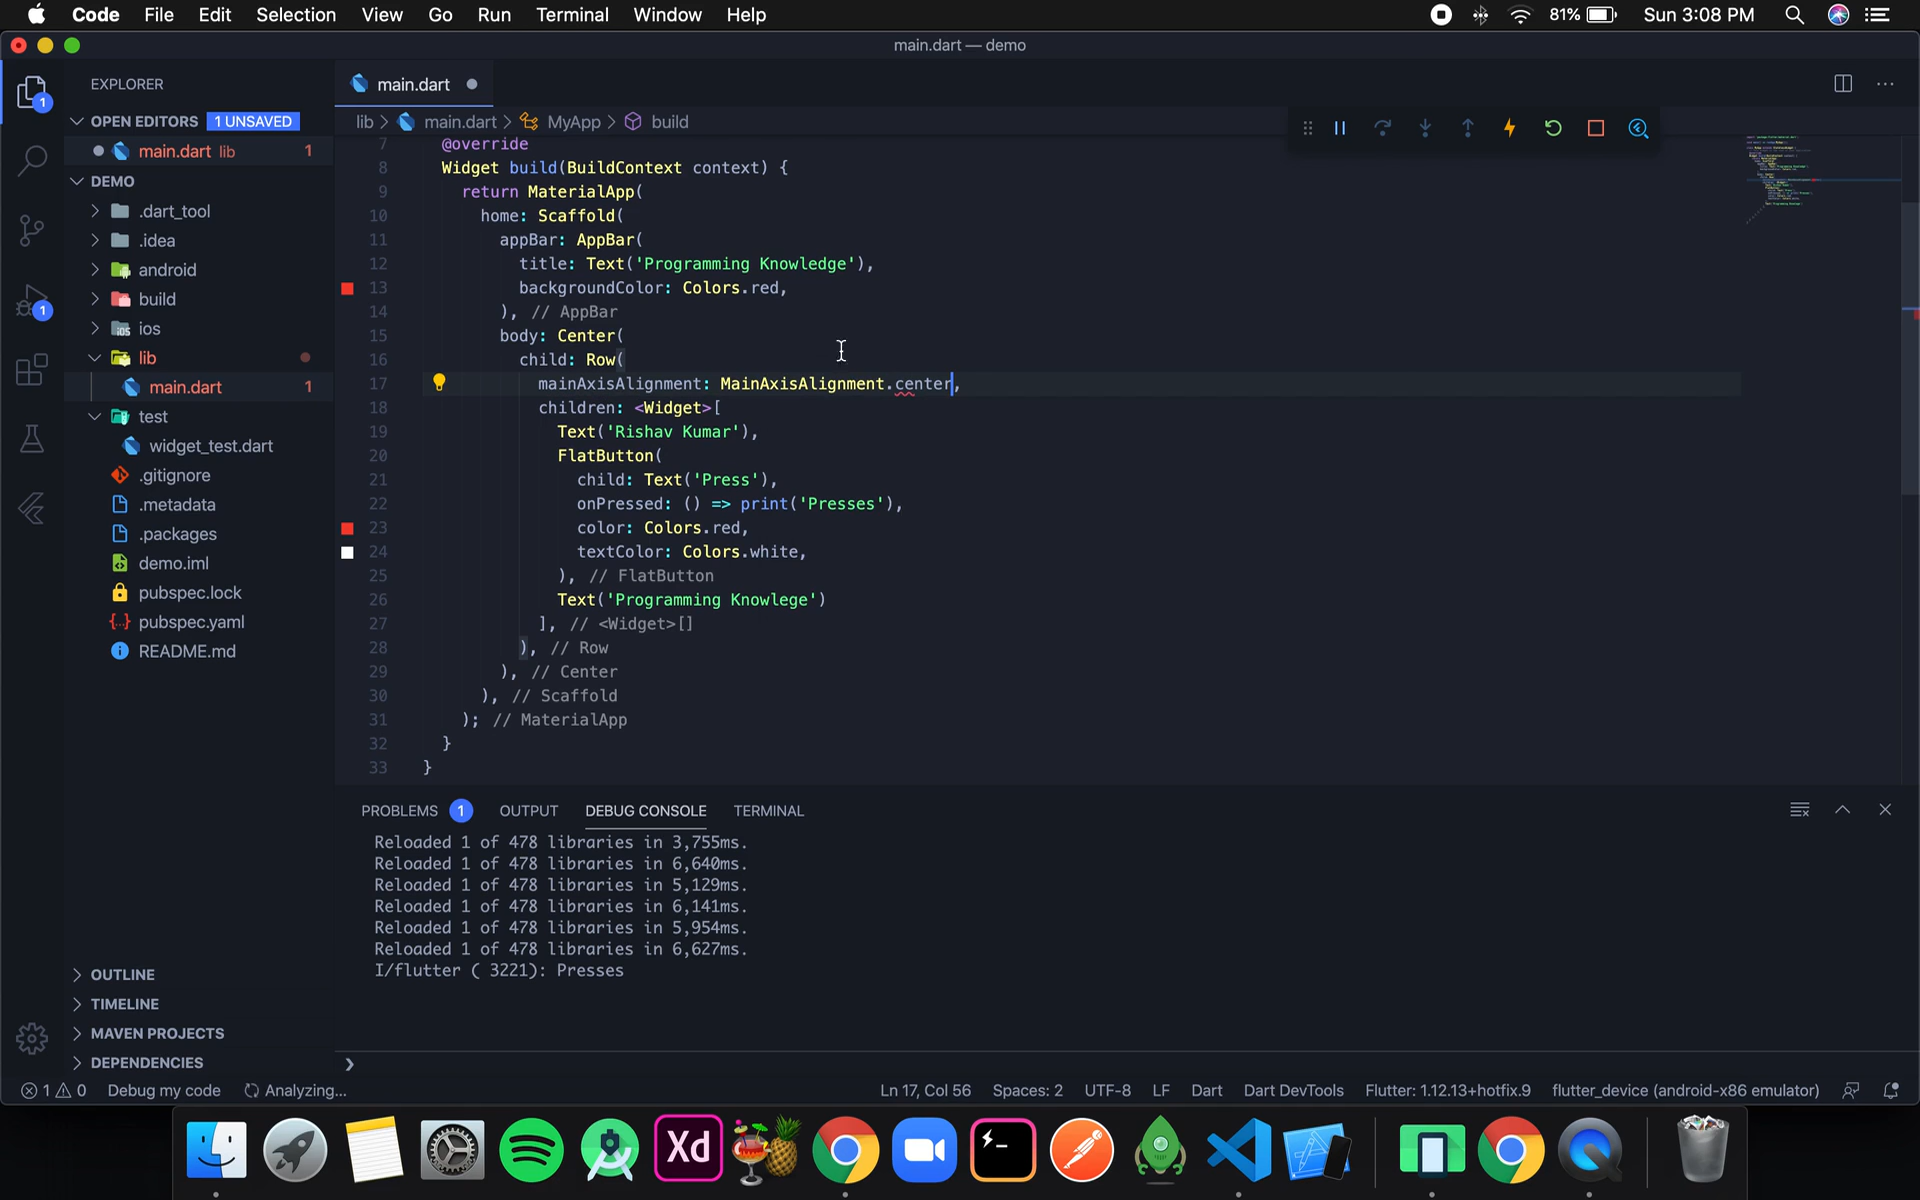 Code File Edit Selection View Go Run Terminal Window Help 81% Sun 3:08 PM
main.dart — demo
EXPLORER
OPEN EDITORS 1 UNSAVED
main.dart lib 1
DEMO
.dart_tool
.idea
android
build
ios
lib
main.dart 1
test
widget_test.dart
.gitignore
.metadata
.packages
demo.iml
pubspec.lock
pubspec.yaml
README.md
OUTLINE
TIMELINE
MAVEN PROJECTS
DEPENDENCIES
1
1
main.dart
lib > main.dart > MyApp > build
7 @override
8 Widget build(BuildContext context) {
9 return MaterialApp(
10 home: Scaffold(
11 appBar: AppBar(
12 title: Text('Programming Knowledge'),
13 backgroundColor: Colors.red,
14 ), // AppBar
15 body: Center(
16 child: Row(
17 mainAxisAlignment: MainAxisAlignment.center,
18 children: <Widget>[
19 Text('Rishav Kumar'),
20 FlatButton(
21 child: Text('Press'),
22 onPressed: () => print('Presses'),
23 color: Colors.red,
24 textColor: Colors.white,
25 ), // FlatButton
26 Text('Programming Knowlege')
27 ], // <Widget>[]
28 ), // Row
29 ), // Center
30 ), // Scaffold
31 ); // MaterialApp
32 }
33 }
PROBLEMS 1 OUTPUT DEBUG CONSOLE TERMINAL
Reloaded 1 of 478 libraries in 3,755ms.
Reloaded 1 of 478 libraries in 6,640ms.
Reloaded 1 of 478 libraries in 5,129ms.
Reloaded 1 of 478 libraries in 6,141ms.
Reloaded 1 of 478 libraries in 5,954ms.
Reloaded 1 of 478 libraries in 6,627ms.
I/flutter ( 3221): Presses
1 0 Debug my code Analyzing... Ln 17, Col 56 Spaces: 2 UTF-8 LF Dart Dart DevTools Flutter: 1.12.13+hotfix.9 flutter_device (android-x86 emulator)
Xd